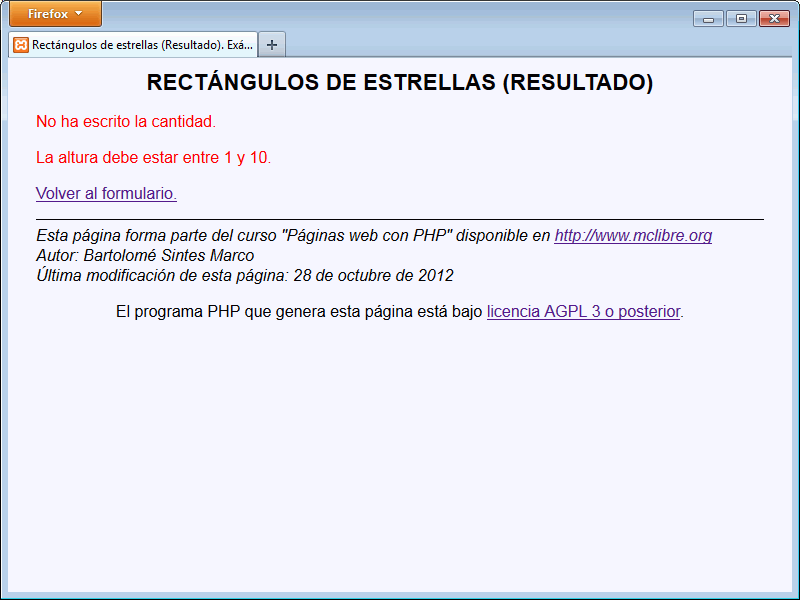 Firefox
Rectángulos de estrellas (Resultado). Exá...
RECTÁNGULOS DE ESTRELLAS (RESULTADO)
No ha escrito la cantidad.
La altura debe estar entre 1 y 10.
Volver al formulario.
Esta página forma parte del curso "Páginas web con PHP" disponible en http://www.mclibre.org
Autor: Bartolomé Sintes Marco
Última modificación de esta página: 28 de octubre de 2012
El programa PHP que genera esta página está bajo licencia AGPL 3 o posterior.